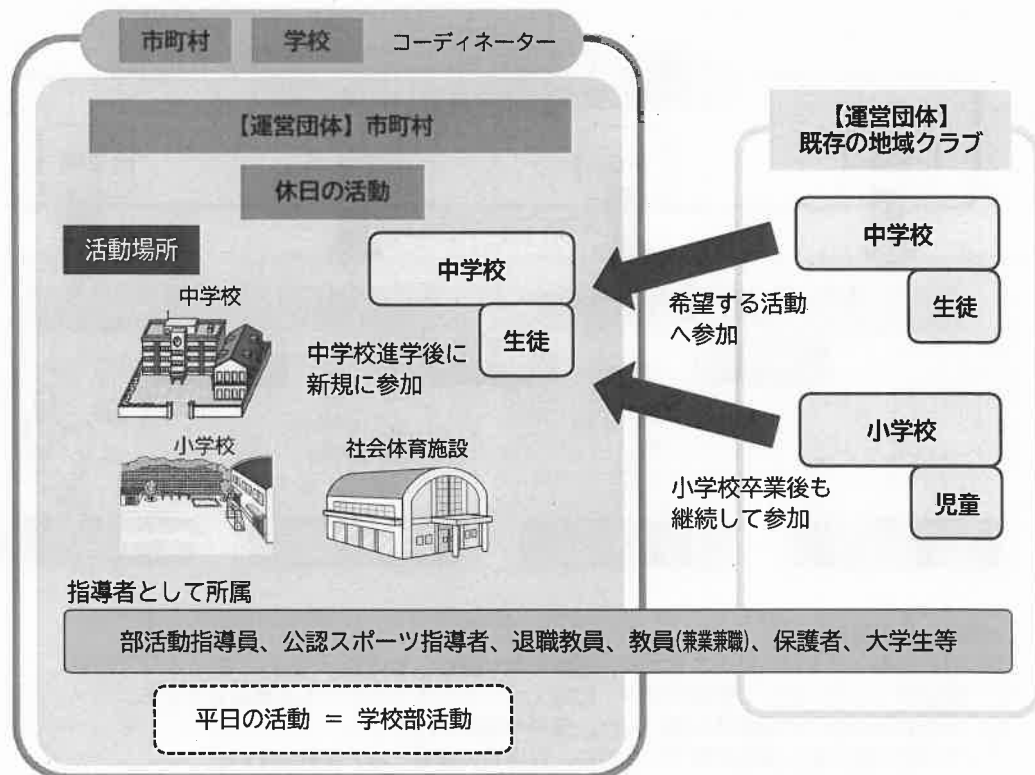 市町村 学校 コーディネーター
【運営団体】市町村
休日の活動
活動場所
中学校
小学校
社会体育施設
中学校
生徒
中学校進学後に
新規に参加
【運営団体】
既存の地域クラブ
中学校
生徒
希望する活動
へ参加
小学校
児童
小学校卒業後も
継続して参加
指導者として所属
部活動指導員、公認スポーツ指導者、退職教員、教員(兼業兼職)、保護者、大学生等
平日の活動 = 学校部活動